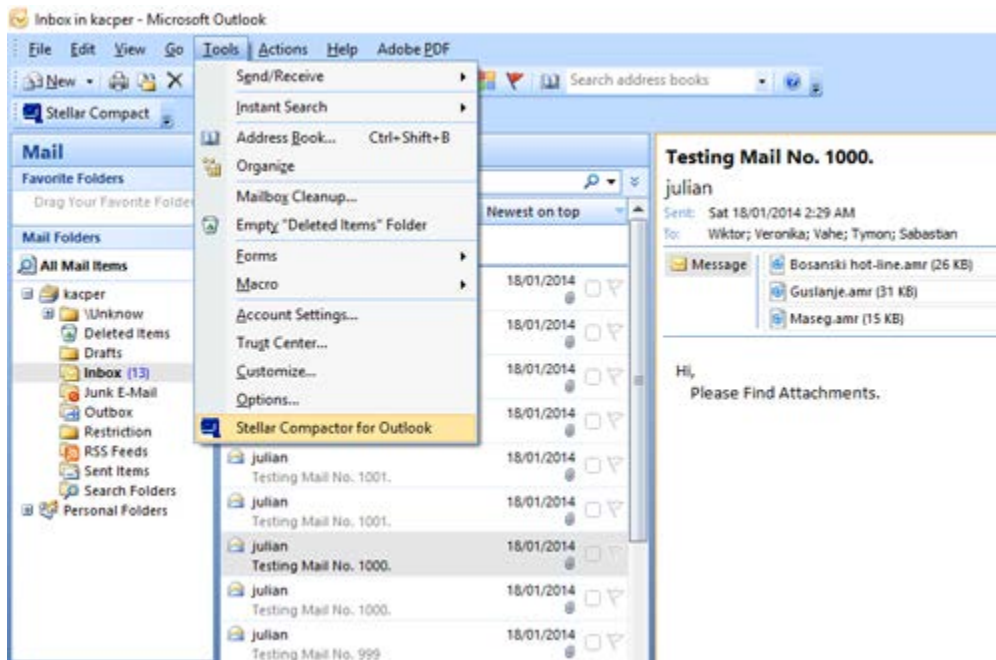 Inbox in kacper - Microsoft Outlook
File Edit View Go Tools Actions Help Adobe PDF
New Search address books
Stellar Compact
Send/Receive
Instant Search
Address Book... Ctrl+Shift+B
Organize
Mailbox Cleanup...
Empty "Deleted Items" Folder
Forms
Macro
Account Settings...
Trust Center...
Customize...
Options...
Stellar Compactor for Outlook
Mail
Favorite Folders
Drag Your Favorite Folde
Mail Folders
All Mail Items
kacper
\Unknow
Deleted Items
Drafts
Inbox (13)
Junk E-Mail
Outbox
Restriction
RSS Feeds
Sent Items
Search Folders
Personal Folders
Newest on top
18/01/2014
18/01/2014
18/01/2014
18/01/2014
julian 18/01/2014
Testing Mail No. 1001.
julian 18/01/2014
Testing Mail No. 1001.
julian 18/01/2014
Testing Mail No. 1000.
julian 18/01/2014
Testing Mail No. 1000.
julian 18/01/2014
Testing Mail No. 999
Testing Mail No. 1000.
julian
Sent: Sat 18/01/2014 2:29 AM
To: Wiktor; Veronika; Vahe; Tymon; Sabastian
Message Bosanski hot-line.amr (26 KB)
Guslanje.amr (31 KB)
Maseg.amr (15 KB)
Hi,
Please Find Attachments.